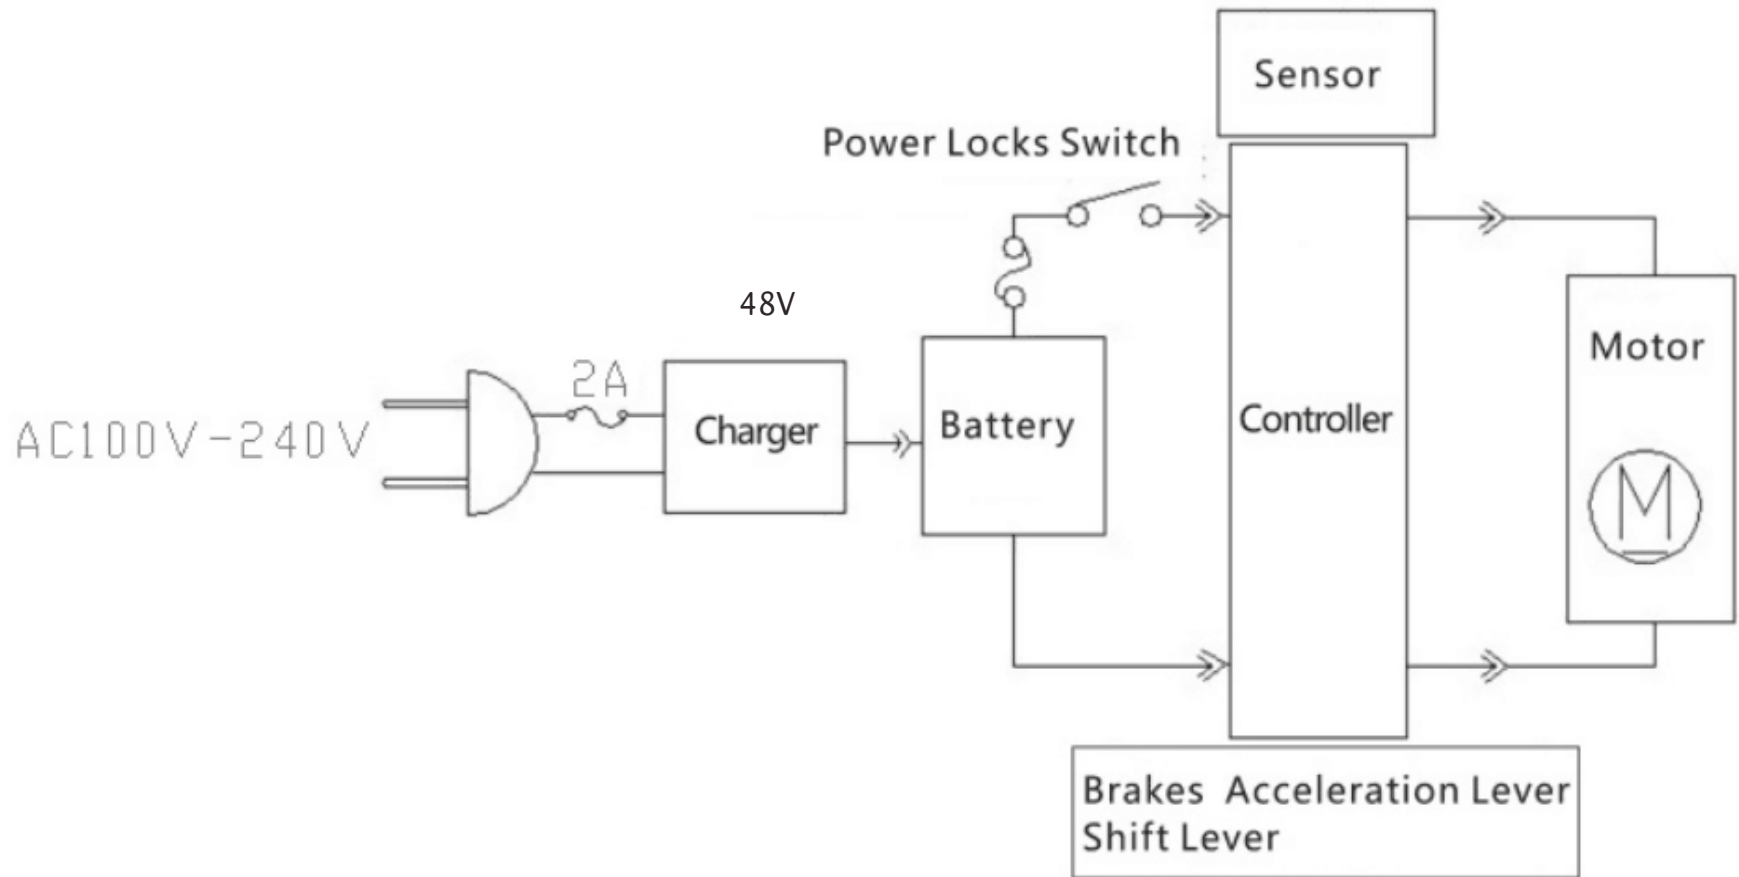 Sensor
Power Locks Switch
48V
Motor
2A
AC100V-240V
Charger
Battery
Controller
M
Brakes Acceleration Lever
Shift Lever